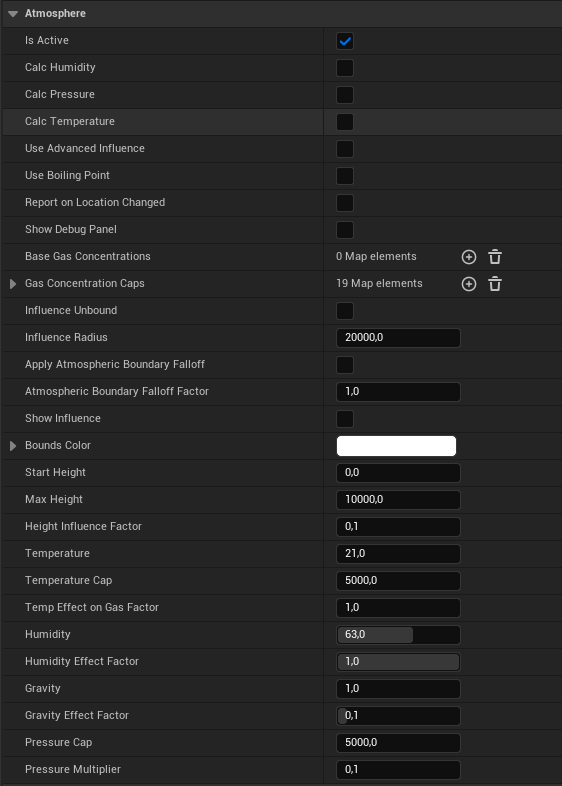 Atmosphere
Is Active
Calc Humidity
Calc Pressure
Calc Temperature
Use Advanced Influence
Use Boiling Point
Report on Location Changed
Show Debug Panel
Base Gas Concentrations 0 Map elements
Gas Concentration Caps 19 Map elements
Influence Unbound
Influence Radius 20000,0
Apply Atmospheric Boundary Falloff
Atmospheric Boundary Falloff Factor 1,0
Show Influence
Bounds Color
Start Height 0,0
Max Height 10000,0
Height Influence Factor 0,1
Temperature 21,0
Temperature Cap 5000,0
Temp Effect on Gas Factor 1,0
Humidity 63,0
Humidity Effect Factor 1,0
Gravity 1,0
Gravity Effect Factor 0,1
Pressure Cap 5000,0
Pressure Multiplier 0,1